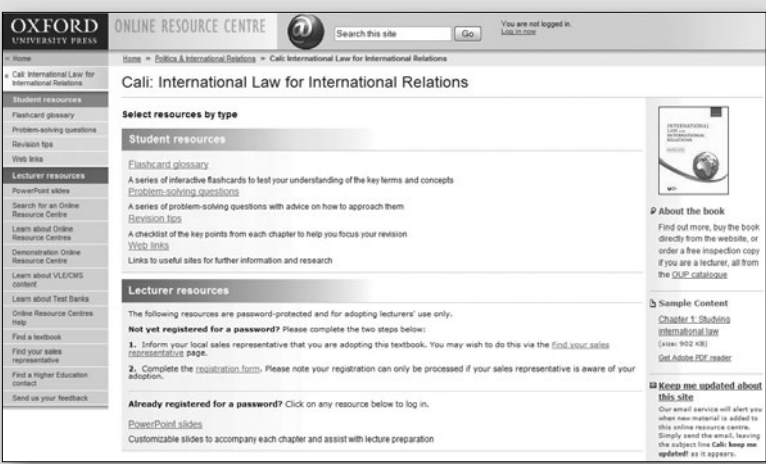 OXFORD
UNIVERSITY PRESS
ONLINE RESOURCE CENTRE
@
Search this site
Go
You are not logged in.
Log in now
Home
Cali: International Law for
International Relations
Student resources
Flashcard glossary
Problem-solving questions
Revision tips
Web links
Lecturer resources
PowerPoint slides
Search for an Online
Resource Centre
Learn about Online
Resource Centres
Demonstration Online
Resource Centre
Learn about VLE/CMS
content
Learn about Test Banks
Online Resource Centres
Help
Find a textbook
Find your sales
representative
Find a Higher Education
contact
Send us your feedback
Home > Politics & International Relations > Cali: International Law for International Relations
Cali: International Law for International Relations
Select resources by type
Student resources
Flashcard glossary
A series of interactive flashcards to test your understanding of the key terms and concepts
Problem-solving questions
A series of problem-solving questions with advice on how to approach them
Revision tips
A checklist of the key points from each chapter to help you focus your revision
Web links
Links to useful sites for further information and research
Lecturer resources
The following resources are password-protected and for adopting lecturers' use only.
Not yet registered for a password? Please complete the two steps below:
1. Inform your local sales representative that you are adopting this textbook. You may wish to do this via the Find your sales
representative page.
2. Complete the registration form. Please note your registration can only be processed if your sales representative is aware of your
adoption.
Already registered for a password? Click on any resource below to log in.
PowerPoint slides
Customizable slides to accompany each chapter and assist with lecture preparation
INTERNATIONAL
LAW FOR
INTERNATIONAL
RELATIONS
About the book
Find out more, buy the book
directly from the website, or
order a free inspection copy
if you are a lecturer, all from
the OUP catalogue
Sample Content
Chapter 1: Studying
international law
(size: 902 KB)
Get Adobe PDF reader
Keep me updated about
this site
Our email service will alert you
when new material is added to
this online resource centre.
Simply send the email, leaving
the subject line Cali: keep me
updated! as it appears.